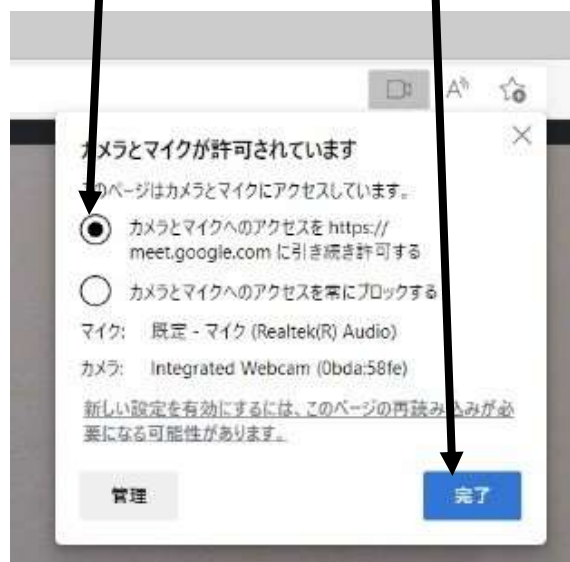 カメラとマイクが許可されています
このページはカメラとマイクにアクセスしています。
カメラとマイクへのアクセスを https://
meet.google.com に引き続き許可する
カメラとマイクへのアクセスを常にブロックする
マイク: 既定 - マイク (Realtek(R) Audio)
カメラ: Integrated Webcam (0bda:58fe)
新しい設定を有効にするには、このページの再読み込みが必
要になる可能性があります。
管理
完了